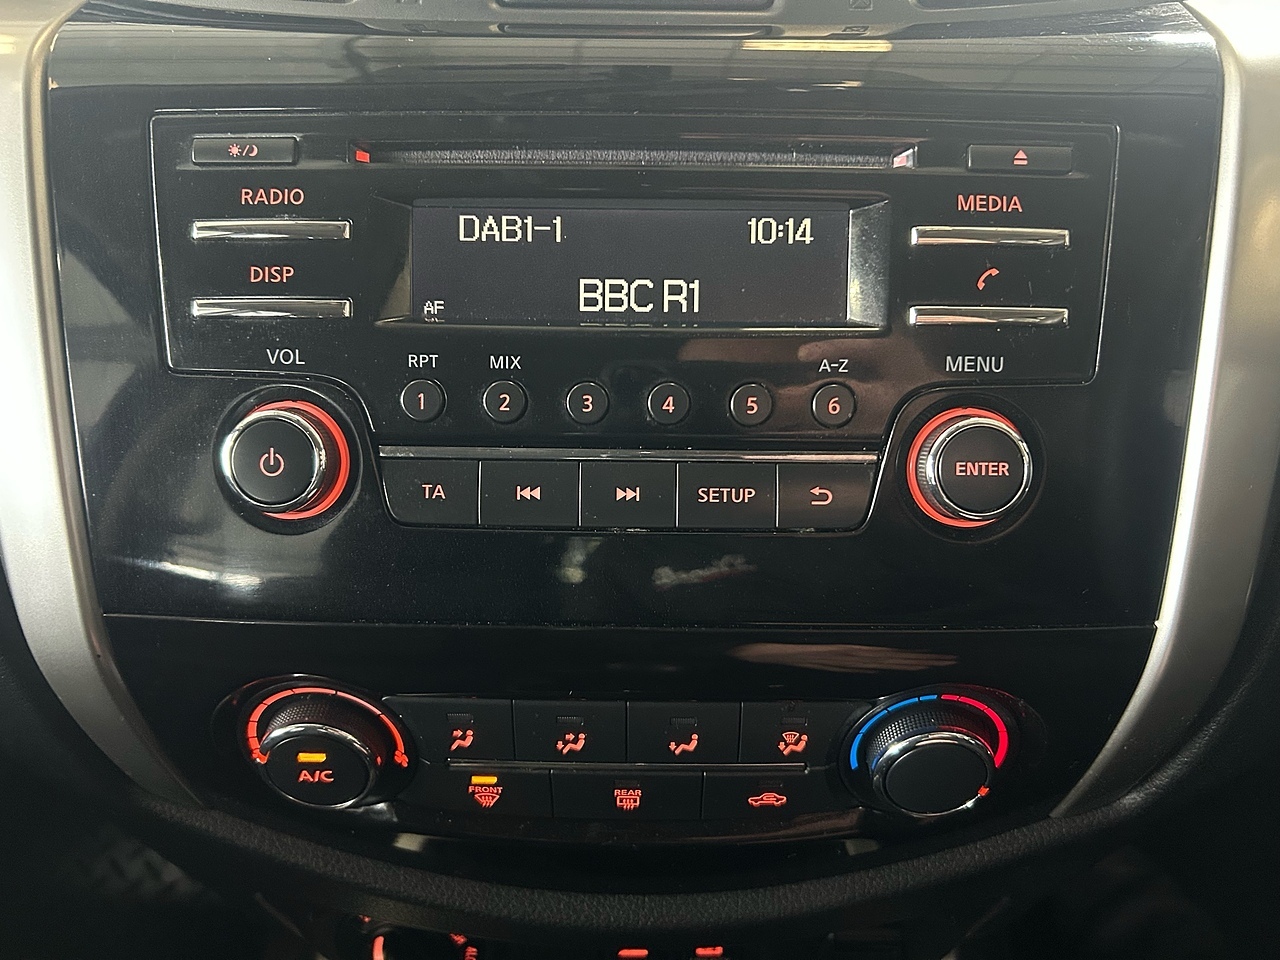 RADIO
MEDIA
DAB1-1 10:14
DISP
BBC R1
AF
VOL
RPT MIX A-Z
MENU
1 2 3 4 5 6
ENTER
TA SETUP
A/C
FRONT REAR